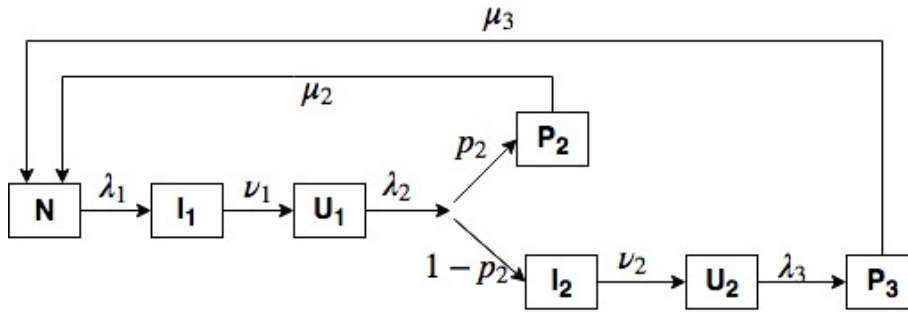 μ₃
μ₂
p₂ P₂
N λ₁ I₁ ν₁ U₁ λ₂
1 − p₂ I₂ ν₂ U₂ λ₃ P₃